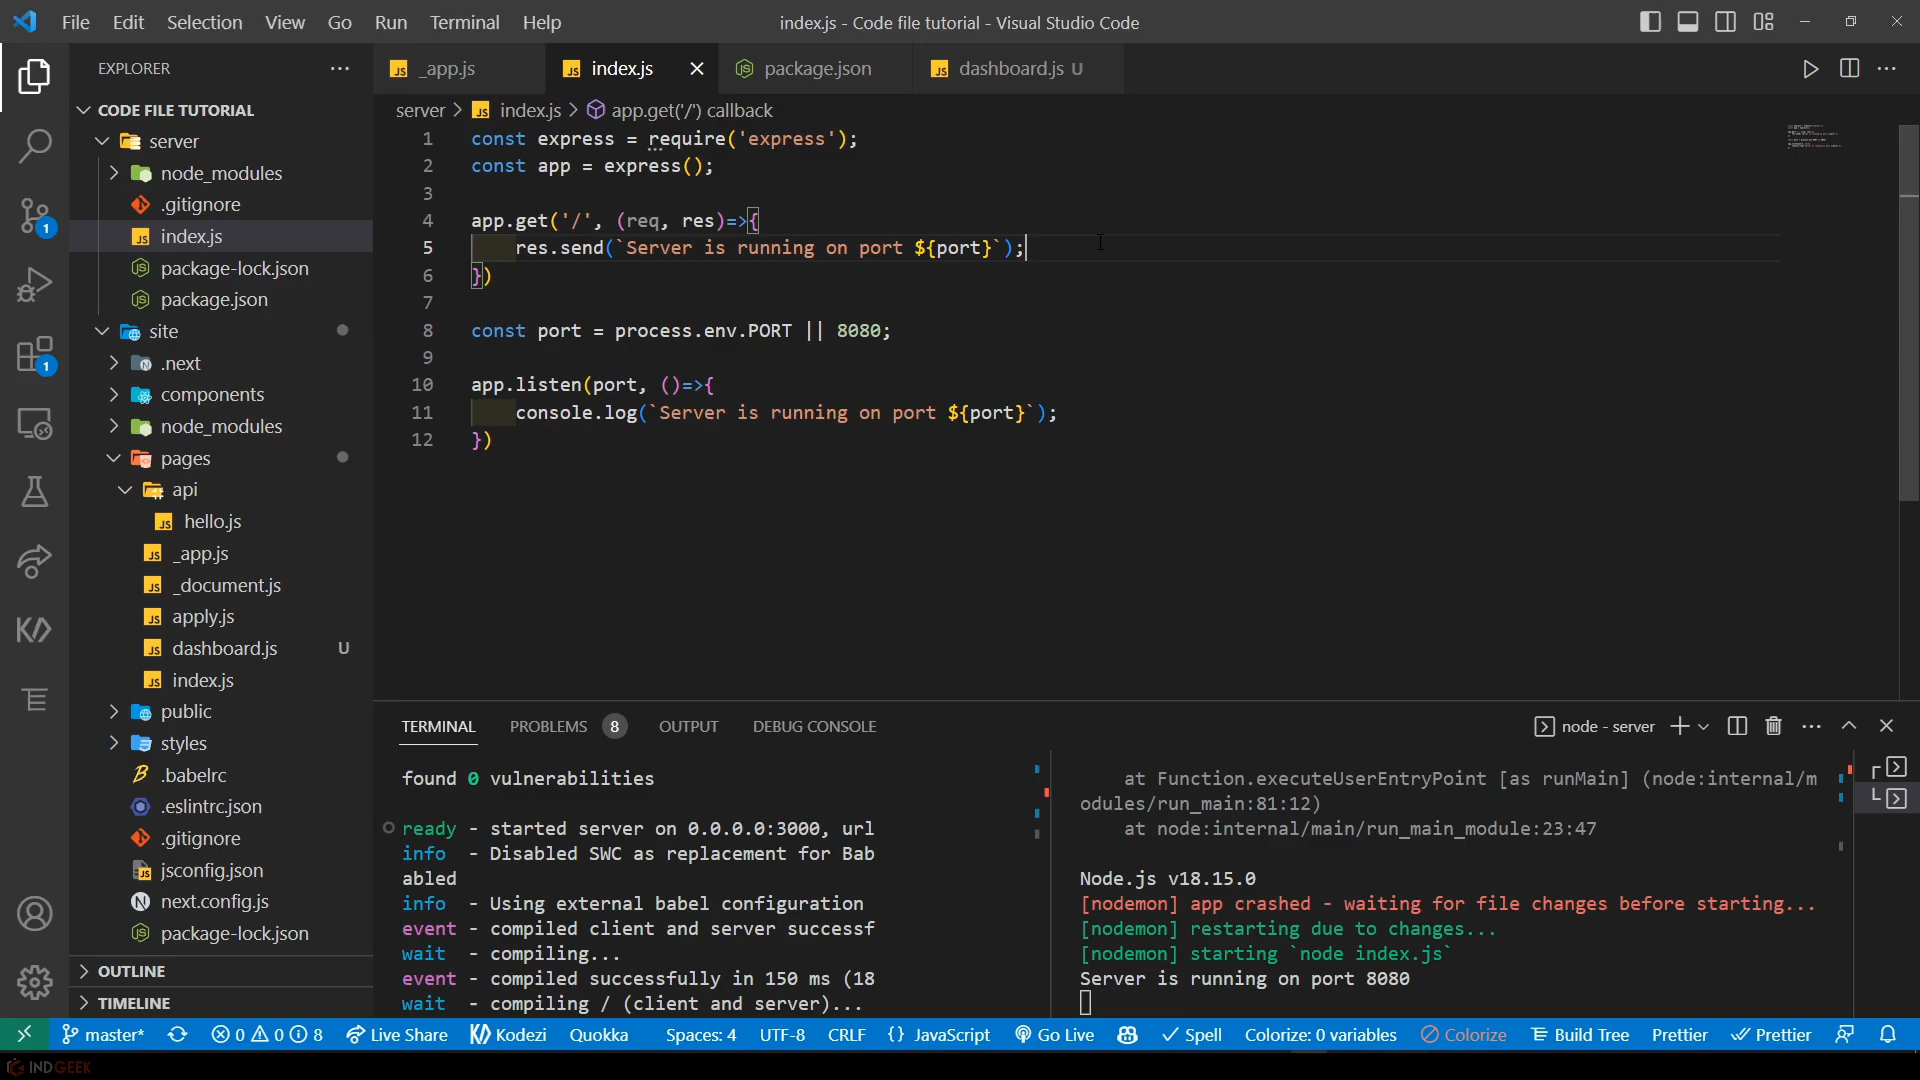 File Edit Selection View Go Run Terminal Help
index.js - Code file tutorial - Visual Studio Code
EXPLORER
CODE FILE TUTORIAL
server
node_modules
.gitignore
index.js
package-lock.json
package.json
site
.next
components
node_modules
pages
api
hello.js
_app.js
_document.js
apply.js
dashboard.js U
index.js
public
styles
.babelrc
.eslintrc.json
.gitignore
jsconfig.json
next.config.js
package-lock.json
OUTLINE
TIMELINE
1
1
_app.js index.js package.json dashboard.js U
server > index.js > app.get('/') callback
1 const express = require('express');
2 const app = express();
3
4 app.get('/', (req, res)=>{
5 res.send(`Server is running on port ${port}`);
6 })
7
8 const port = process.env.PORT || 8080;
9
10 app.listen(port, ()=>{
11 console.log(`Server is running on port ${port}`);
12 })
TERMINAL PROBLEMS 8 OUTPUT DEBUG CONSOLE
node - server
found 0 vulnerabilities
ready - started server on 0.0.0.0:3000, url
info - Disabled SWC as replacement for Bab
abled
info - Using external babel configuration
event - compiled client and server successf
wait - compiling...
event - compiled successfully in 150 ms (18
wait - compiling / (client and server)...
at Function.executeUserEntryPoint [as runMain] (node:internal/m
odules/run_main:81:12)
at node:internal/main/run_main_module:23:47
Node.js v18.15.0
[nodemon] app crashed - waiting for file changes before starting...
[nodemon] restarting due to changes...
[nodemon] starting `node index.js`
Server is running on port 8080
master* 0 0 8 Live Share Kodezi Quokka Spaces: 4 UTF-8 CRLF {} JavaScript Go Live Spell Colorize: 0 variables Colorize Build Tree Prettier Prettier
INDGEEK